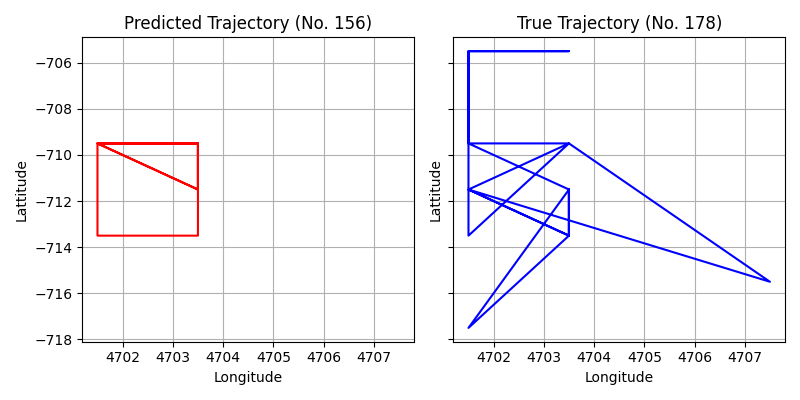 Predicted Trajectory (No. 156)
True Trajectory (No. 178)
Lattitude
−706
−708
−710
−712
−714
−716
−718
4702 4703 4704 4705 4706 4707
Longitude
Lattitude
4702 4703 4704 4705 4706 4707
Longitude